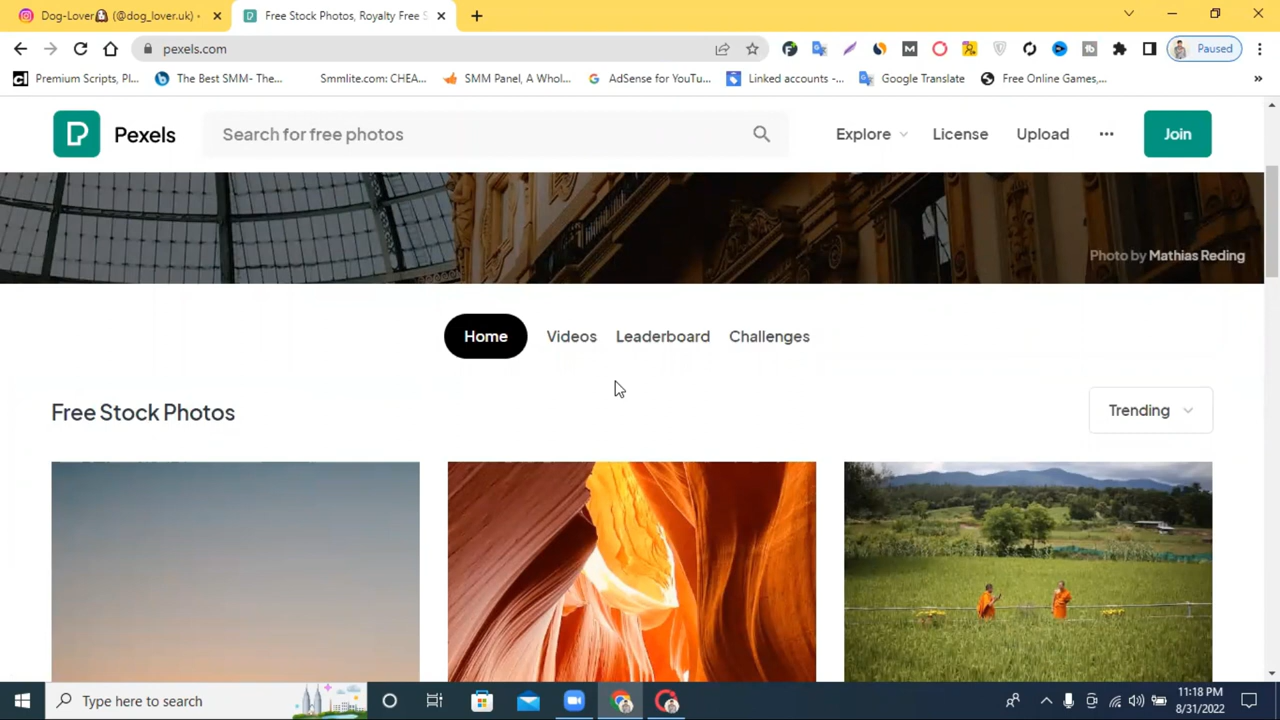 Dog-Lover (@dog_lover.uk) •
Free Stock Photos, Royalty Free S
pexels.com
Paused
Premium Scripts, Pl...
The Best SMM- The...
Smmlite.com: CHEA...
SMM Panel, A Whol...
AdSense for YouTu...
Linked accounts -...
Google Translate
Free Online Games,...
Pexels
Search for free photos
Explore
License
Upload
Join
Photo by Mathias Reding
Home
Videos
Leaderboard
Challenges
Free Stock Photos
Trending
Type here to search
11:18 PM
8/31/2022